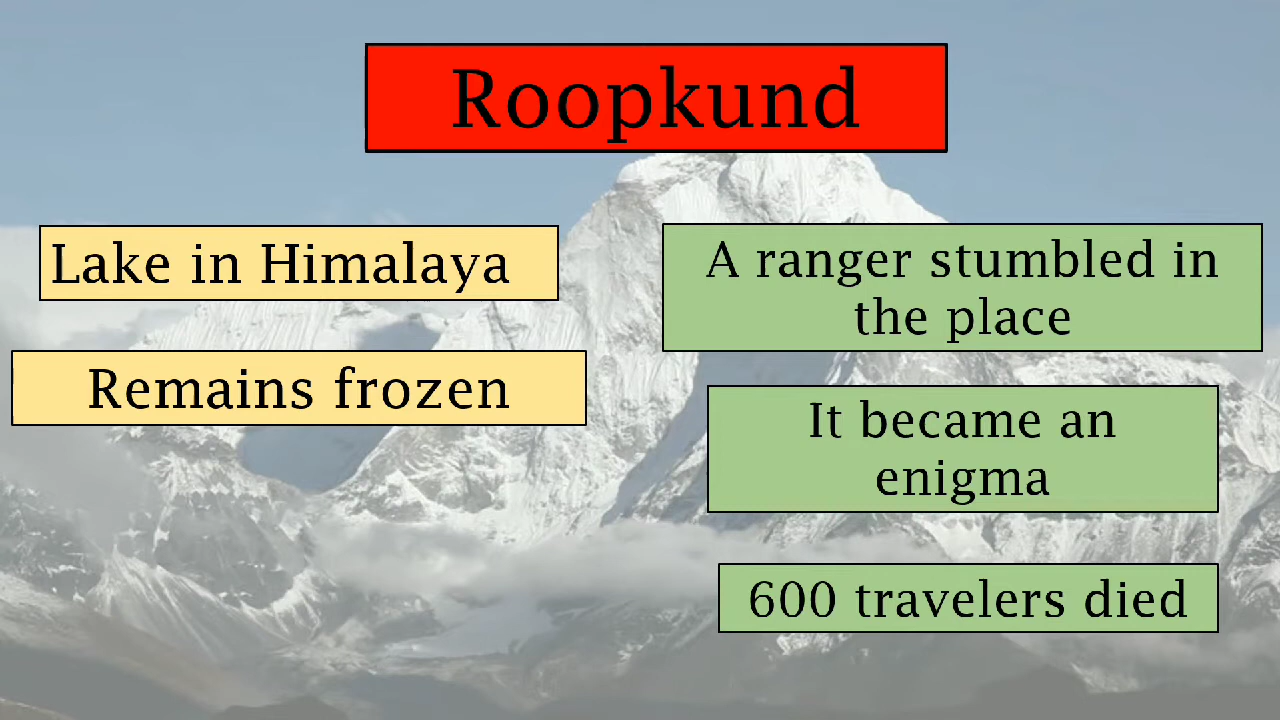 Roopkund
Lake in Himalaya
Remains frozen
A ranger stumbled in
the place
It became an
enigma
600 travelers died